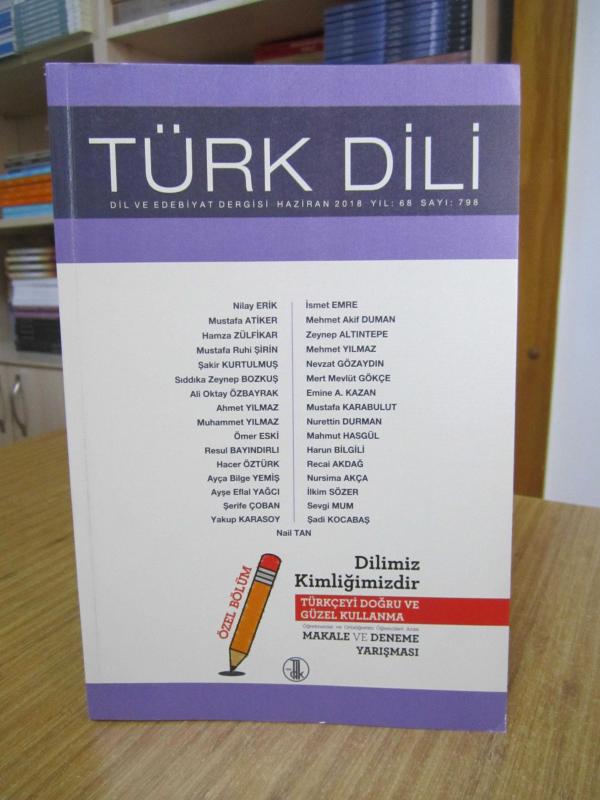 TÜRK DİLİ
DİL VE EDEBİYAT DERGİSİ HAZİRAN 2018 YIL: 68 SAYI: 798
Nilay ERİK
Mustafa ATİKER
Hamza ZÜLFİKAR
Mustafa Ruhi ŞİRİN
Şakir KURTULMUŞ
Sıddıka Zeynep BOZKUŞ
Ali Oktay ÖZBAYRAK
Ahmet YILMAZ
Muhammet YILMAZ
Ömer ESKİ
Resul BAYINDIRLI
Hacer ÖZTÜRK
Ayça Bilge YEMİŞ
Ayşe Eflal YAĞCI
Şerife ÇOBAN
Yakup KARASOY
İsmet EMRE
Mehmet Akif DUMAN
Zeynep ALTINTEPE
Mehmet YILMAZ
Nevzat GÖZAYDIN
Mert Mevlüt GÖKÇE
Emine A. KAZAN
Mustafa KARABULUT
Nurettin DURMAN
Mahmut HASGÜL
Harun BİLGİLİ
Recai AKDAĞ
Nursima AKÇA
İlkim SÖZER
Sevgi MUM
Şadi KOCABAŞ
Nail TAN
ÖZEL BÖLÜM
Dilimiz
Kimliğimizdir
TÜRKÇEYİ DOĞRU VE
GÜZEL KULLANMA
Öğretmenler ve Ortaöğretim Öğrencileri Arası
MAKALE VE DENEME
YARIŞMASI